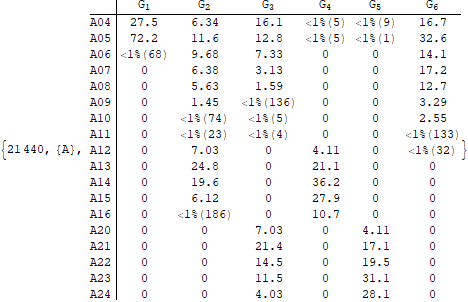 G1 G2 G3 G4 G5 G6
A04 27.5 6.34 16.1 <1%(5) <1%(9) 16.7
A05 72.2 11.6 12.8 <1%(5) <1%(1) 32.6
A06 <1%(68) 9.68 7.33 0 0 14.1
A07 0 6.38 3.13 0 0 17.2
A08 0 5.63 1.59 0 0 12.7
A09 0 1.45 <1%(136) 0 0 3.29
A10 0 <1%(74) <1%(5) 0 0 2.55
A11 0 <1%(23) <1%(4) 0 0 <1%(133)
{21440, {A}, A12 0 7.03 0 4.11 0 <1%(32) }
A13 0 24.8 0 21.1 0 0
A14 0 19.6 0 36.2 0 0
A15 0 6.12 0 27.9 0 0
A16 0 <1%(186) 0 10.7 0 0
A20 0 0 7.03 0 4.11 0
A21 0 0 21.4 0 17.1 0
A22 0 0 14.5 0 19.5 0
A23 0 0 11.5 0 31.1 0
A24 0 0 4.03 0 28.1 0